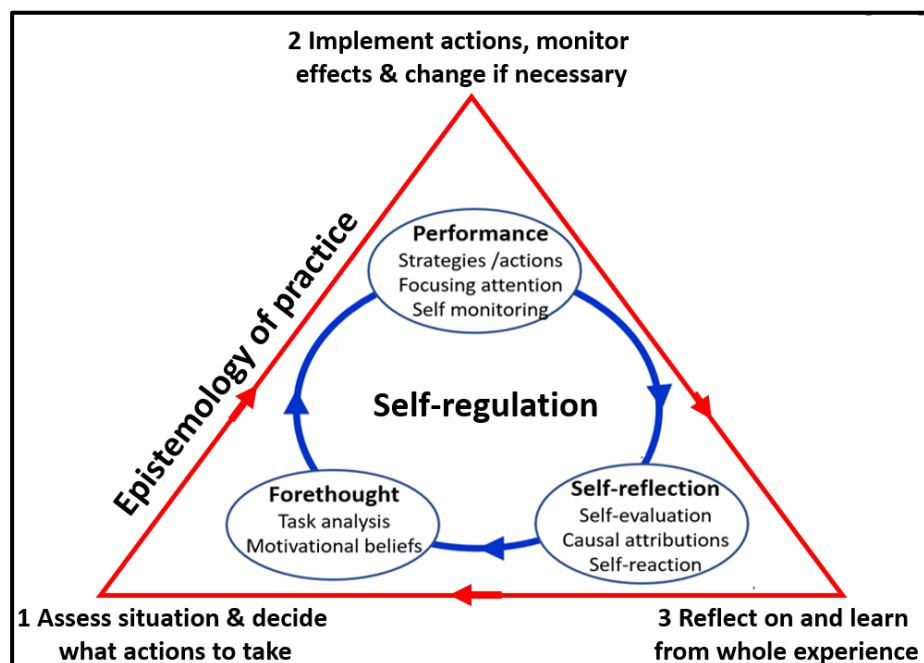 2 Implement actions, monitor
effects & change if necessary
Epistemology of practice
Performance
Strategies /actions
Focusing attention
Self monitoring
Self-regulation
Forethought
Task analysis
Motivational beliefs
Self-reflection
Self-evaluation
Causal attributions
Self-reaction
1 Assess situation & decide
what actions to take
3 Reflect on and learn
from whole experience